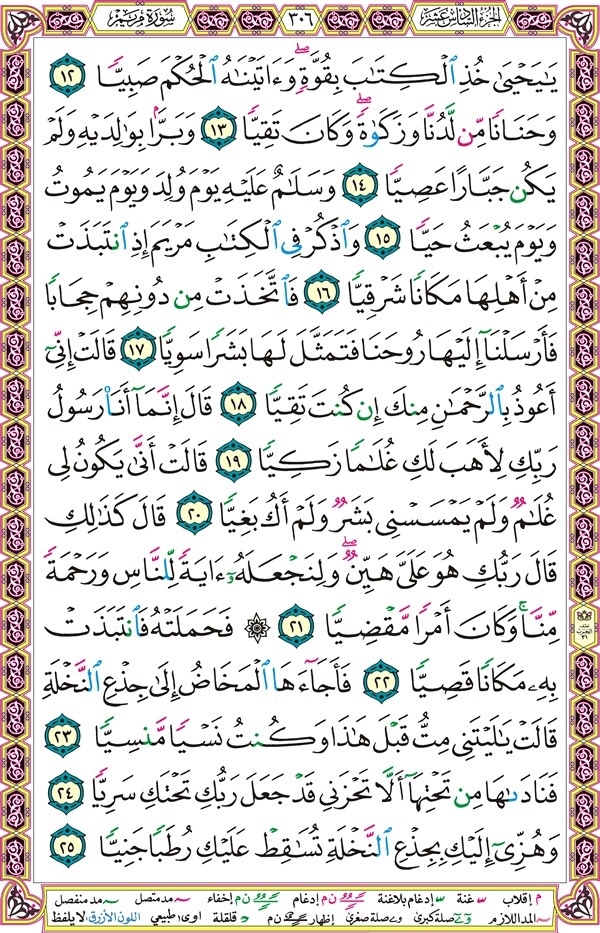 الجزء السادس عشر ٣٠٦ سورة مريم
يَٰيَحْيَىٰ خُذِ ٱلْكِتَٰبَ بِقُوَّةٍۖ وَءَاتَيْنَٰهُ ٱلْحُكْمَ صَبِيًّا ١٢
وَحَنَانًا مِّن لَّدُنَّا وَزَكَوٰةًۖ وَكَانَ تَقِيًّا ١٣ وَبَرًّۢا بِوَٰلِدَيْهِ وَلَمْ
يَكُن جَبَّارًا عَصِيًّا ١٤ وَسَلَٰمٌ عَلَيْهِ يَوْمَ وُلِدَ وَيَوْمَ يَمُوتُ
وَيَوْمَ يُبْعَثُ حَيًّا ١٥ وَٱذْكُرْ فِى ٱلْكِتَٰبِ مَرْيَمَ إِذِ ٱنتَبَذَتْ
مِنْ أَهْلِهَا مَكَانًا شَرْقِيًّا ١٦ فَٱتَّخَذَتْ مِن دُونِهِمْ حِجَابًا
فَأَرْسَلْنَآ إِلَيْهَا رُوحَنَا فَتَمَثَّلَ لَهَا بَشَرًا سَوِيًّا ١٧ قَالَتْ إِنِّىٓ
أَعُوذُ بِٱلرَّحْمَٰنِ مِنكَ إِن كُنتَ تَقِيًّا ١٨ قَالَ إِنَّمَآ أَنَا۠ رَسُولُ
رَبِّكِ لِأَهَبَ لَكِ غُلَٰمًا زَكِيًّا ١٩ قَالَتْ أَنَّىٰ يَكُونُ لِى
غُلَٰمٌ وَلَمْ يَمْسَسْنِى بَشَرٌ وَلَمْ أَكُ بَغِيًّا ٢٠ قَالَ كَذَٰلِكِ
قَالَ رَبُّكِ هُوَ عَلَىَّ هَيِّنٌۖ وَلِنَجْعَلَهُۥٓ ءَايَةً لِّلنَّاسِ وَرَحْمَةً
مِّنَّاۚ وَكَانَ أَمْرًا مَّقْضِيًّا ٢١ ۞ فَحَمَلَتْهُ فَٱنتَبَذَتْ
بِهِۦ مَكَانًا قَصِيًّا ٢٢ فَأَجَآءَهَا ٱلْمَخَاضُ إِلَىٰ جِذْعِ ٱلنَّخْلَةِ
قَالَتْ يَٰلَيْتَنِى مِتُّ قَبْلَ هَٰذَا وَكُنتُ نَسْيًا مَّنسِيًّا ٢٣
فَنَادَىٰهَا مِن تَحْتِهَآ أَلَّا تَحْزَنِى قَدْ جَعَلَ رَبُّكِ تَحْتَكِ سَرِيًّا ٢٤
وَهُزِّىٓ إِلَيْكِ بِجِذْعِ ٱلنَّخْلَةِ تُسَٰقِطْ عَلَيْكِ رُطَبًا جَنِيًّا ٢٥
م إقلاب غنة إدغام بلاغنة ن م إدغام ن م إخفاء مد متصل مد منفصل
المد اللازم صلة كبرى صلة صغرى إظهار ن م قلقلة اوى طبيعي اللون الأزرق: لا يلفظ